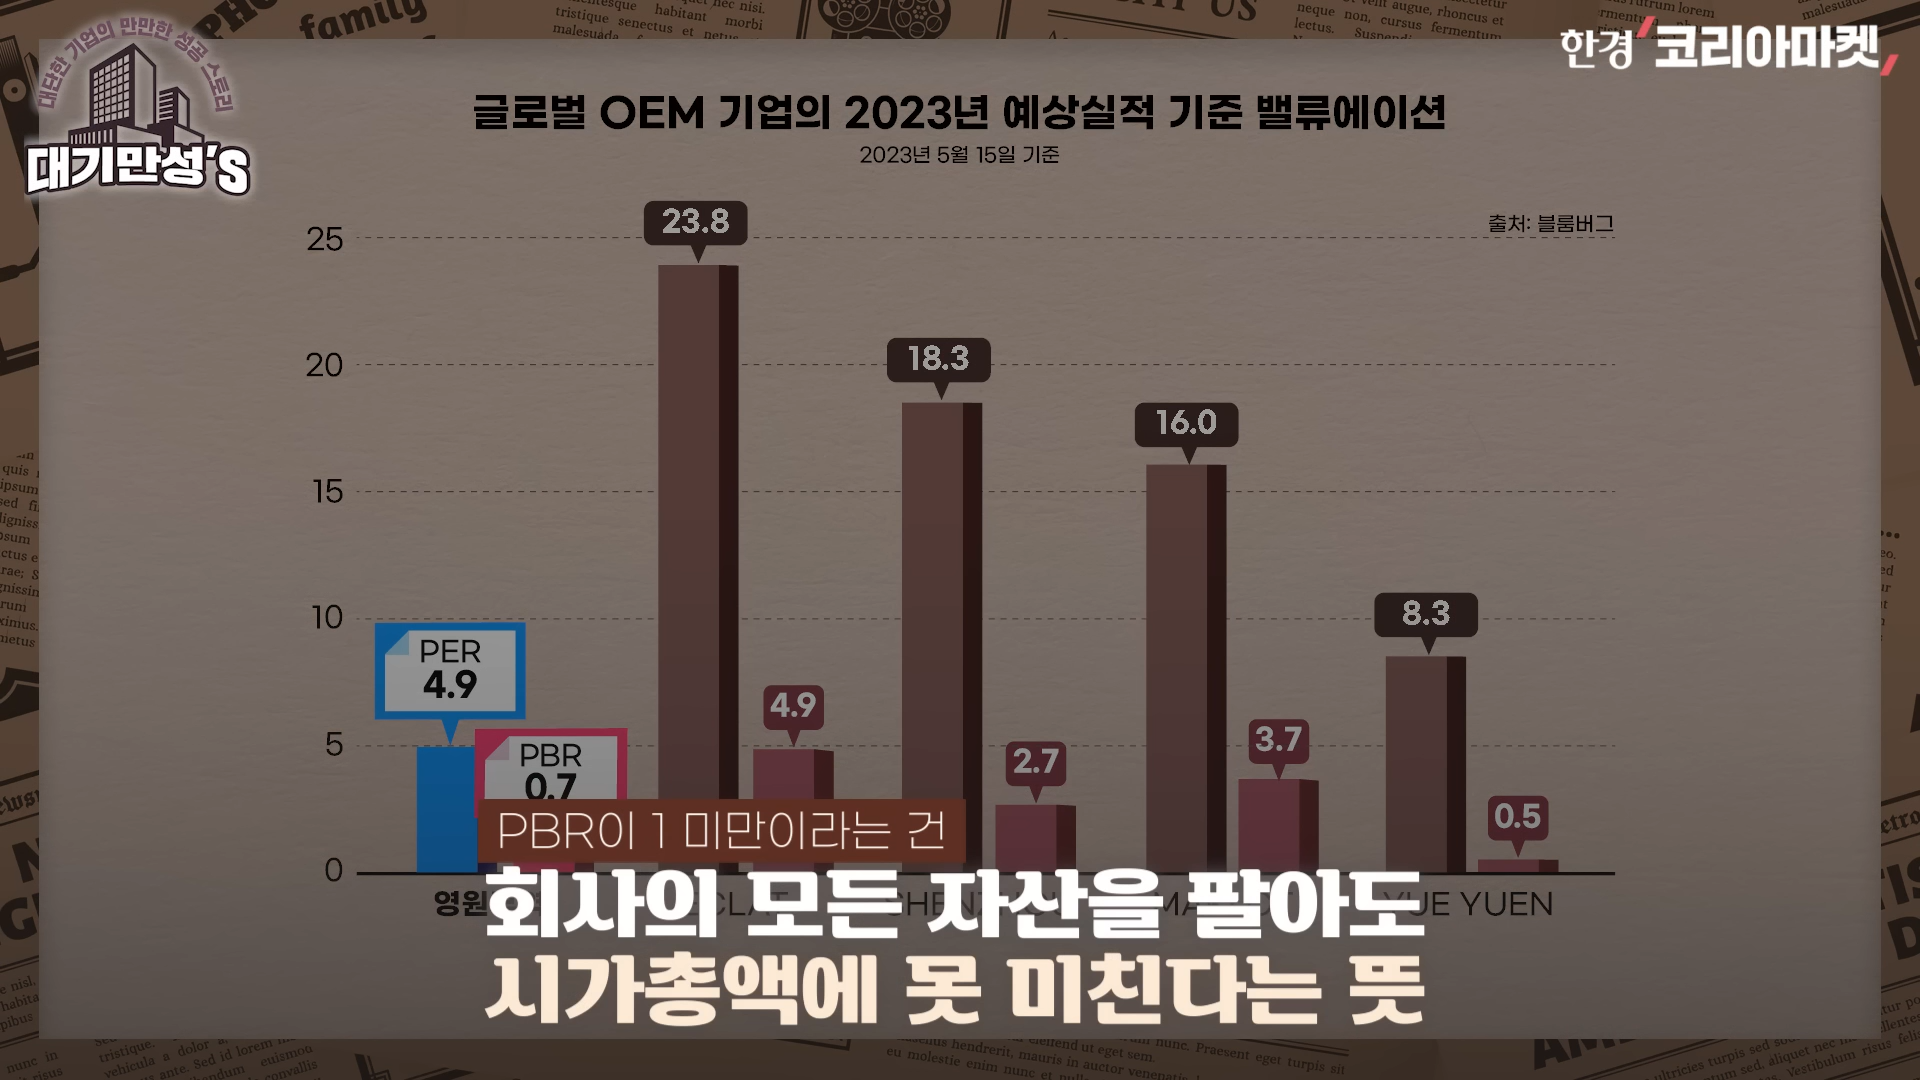 대단한 기업의 만만한 성공 스토리
대기만성'S
한경 코리아마켓
글로벌 OEM 기업의 2023년 예상실적 기준 밸류에이션
2023년 5월 15일 기준
출처: 블룸버그
25
20
15
10
5
0
PER
4.9
PBR
0.7
23.8
4.9
18.3
2.7
16.0
3.7
8.3
0.5
영원
YUE YUEN
PBR이 1 미만이라는 건
회사의 모든 자산을 팔아도
시가총액에 못 미친다는 뜻
family